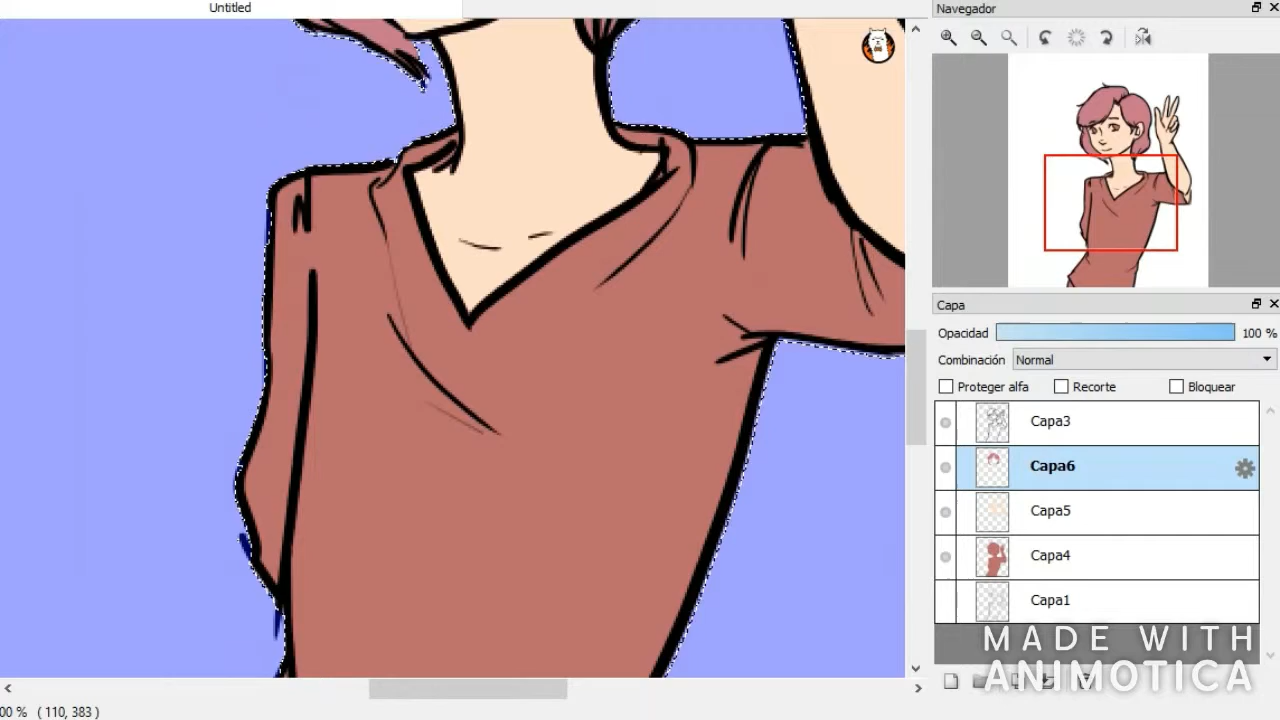 Untitled
Navegador
Capa
Opacidad 100 %
Combinación Normal
Proteger alfa Recorte Bloquear
Capa3
Capa6
Capa5
Capa4
Capa1
MADE WITH
ANIMOTICA
00 % ( 110, 383 )